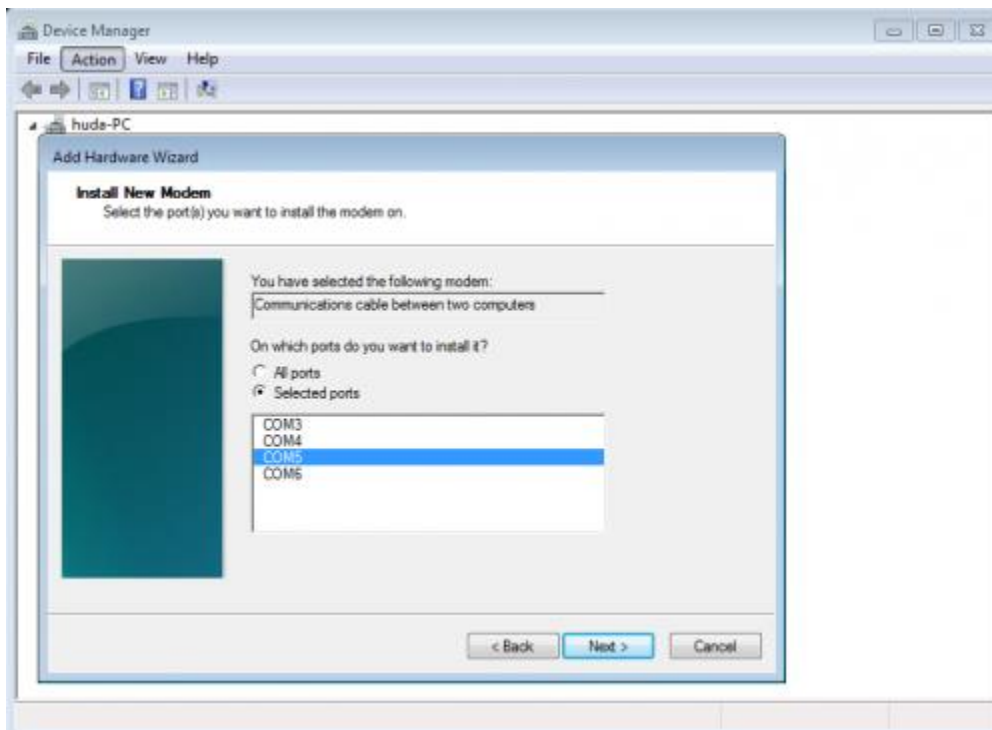 Device Manager
File Action View Help
huda-PC
Add Hardware Wizard
Install New Modem
Select the port(s) you want to install the modem on.
You have selected the following modem:
Communications cable between two computers
On which ports do you want to install it?
All ports
Selected ports
COM3
COM4
COM5
COM6
< Back Next > Cancel